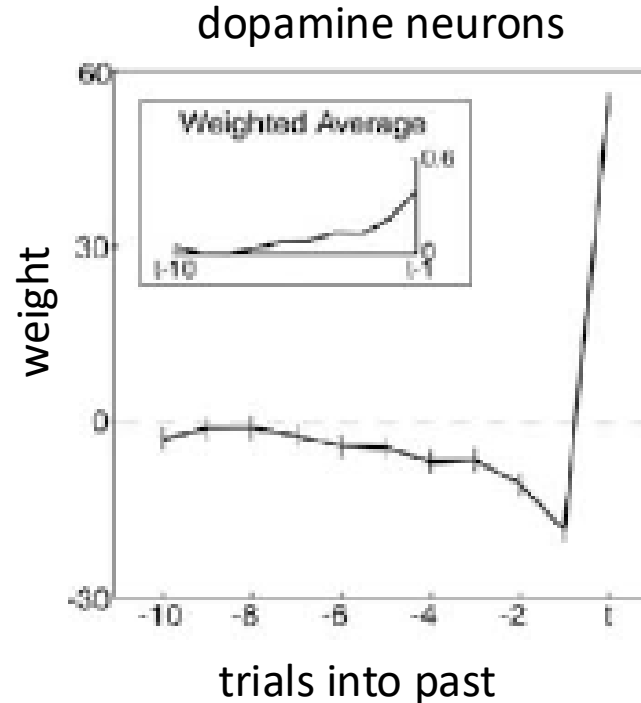 dopamine neurons
60
Weighted Average
0.6
0
t-10
t-1
30
weight
0
-30
-10
-8
-6
-4
-2
t
trials into past